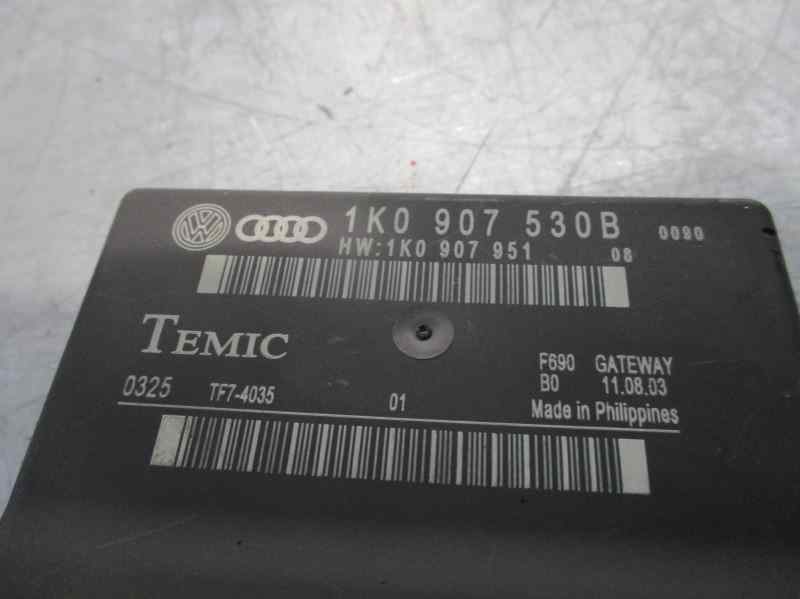 1K0 907 530B 0090
HW:1K0 907 951 08
TEMIC
F690 GATEWAY
B0 11.08.03
0325 TF7-4035 01
Made in Philippines